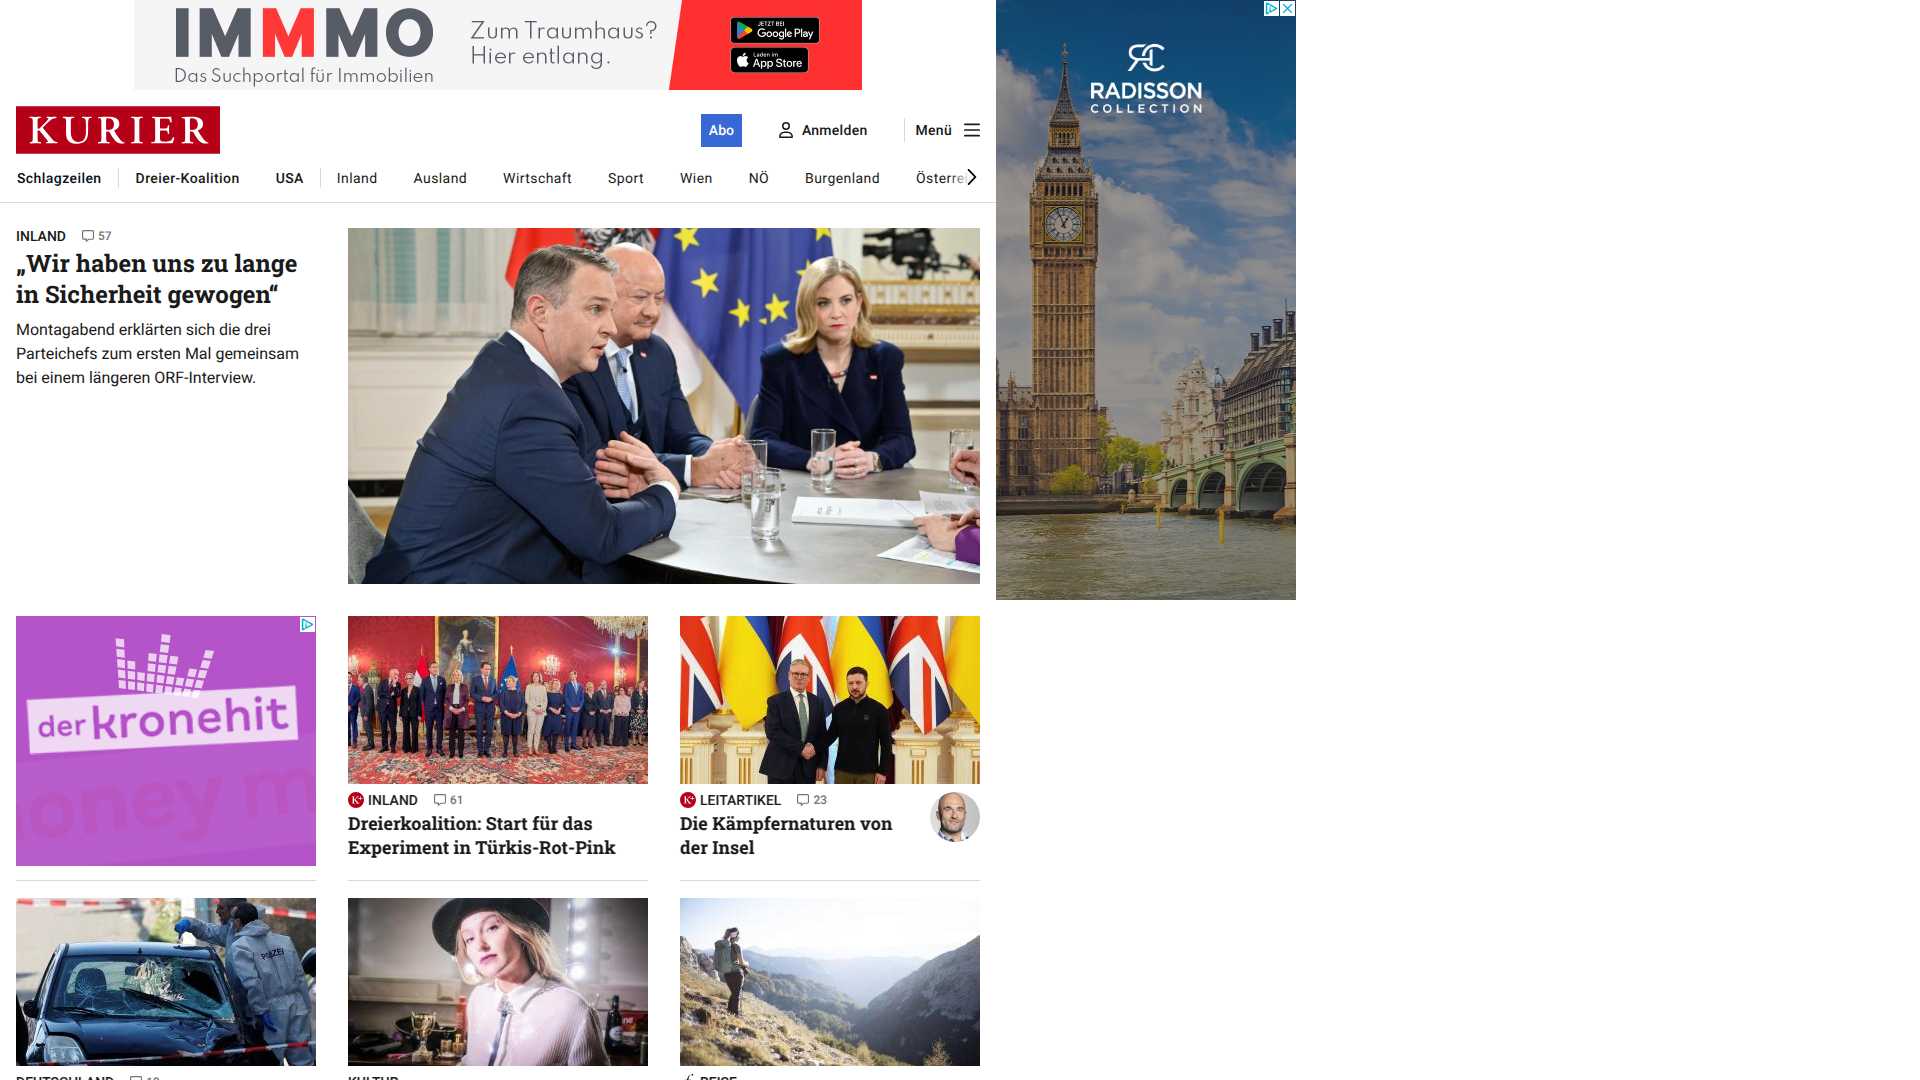 IMMMO
Das Suchportal für Immobilien
Zum Traumhaus?
Hier entlang.
JETZT BEI
Google Play
Laden im
App Store
RADISSON
COLLECTION
KURIER
Abo
Anmelden
Menü
Schlagzeilen
Dreier-Koalition
USA
Inland
Ausland
Wirtschaft
Sport
Wien
NÖ
Burgenland
Österre
INLAND 57
„Wir haben uns zu lange
in Sicherheit gewogen“
Montagabend erklärten sich die drei
Parteichefs zum ersten Mal gemeinsam
bei einem längeren ORF-Interview.
der kronehit
money m
K+ INLAND 61
Dreierkoalition: Start für das
Experiment in Türkis-Rot-Pink
K+ LEITARTIKEL 23
Die Kämpfernaturen von
der Insel
POLIZEI
DEUTSCHLAND
KULTUR
f REISE